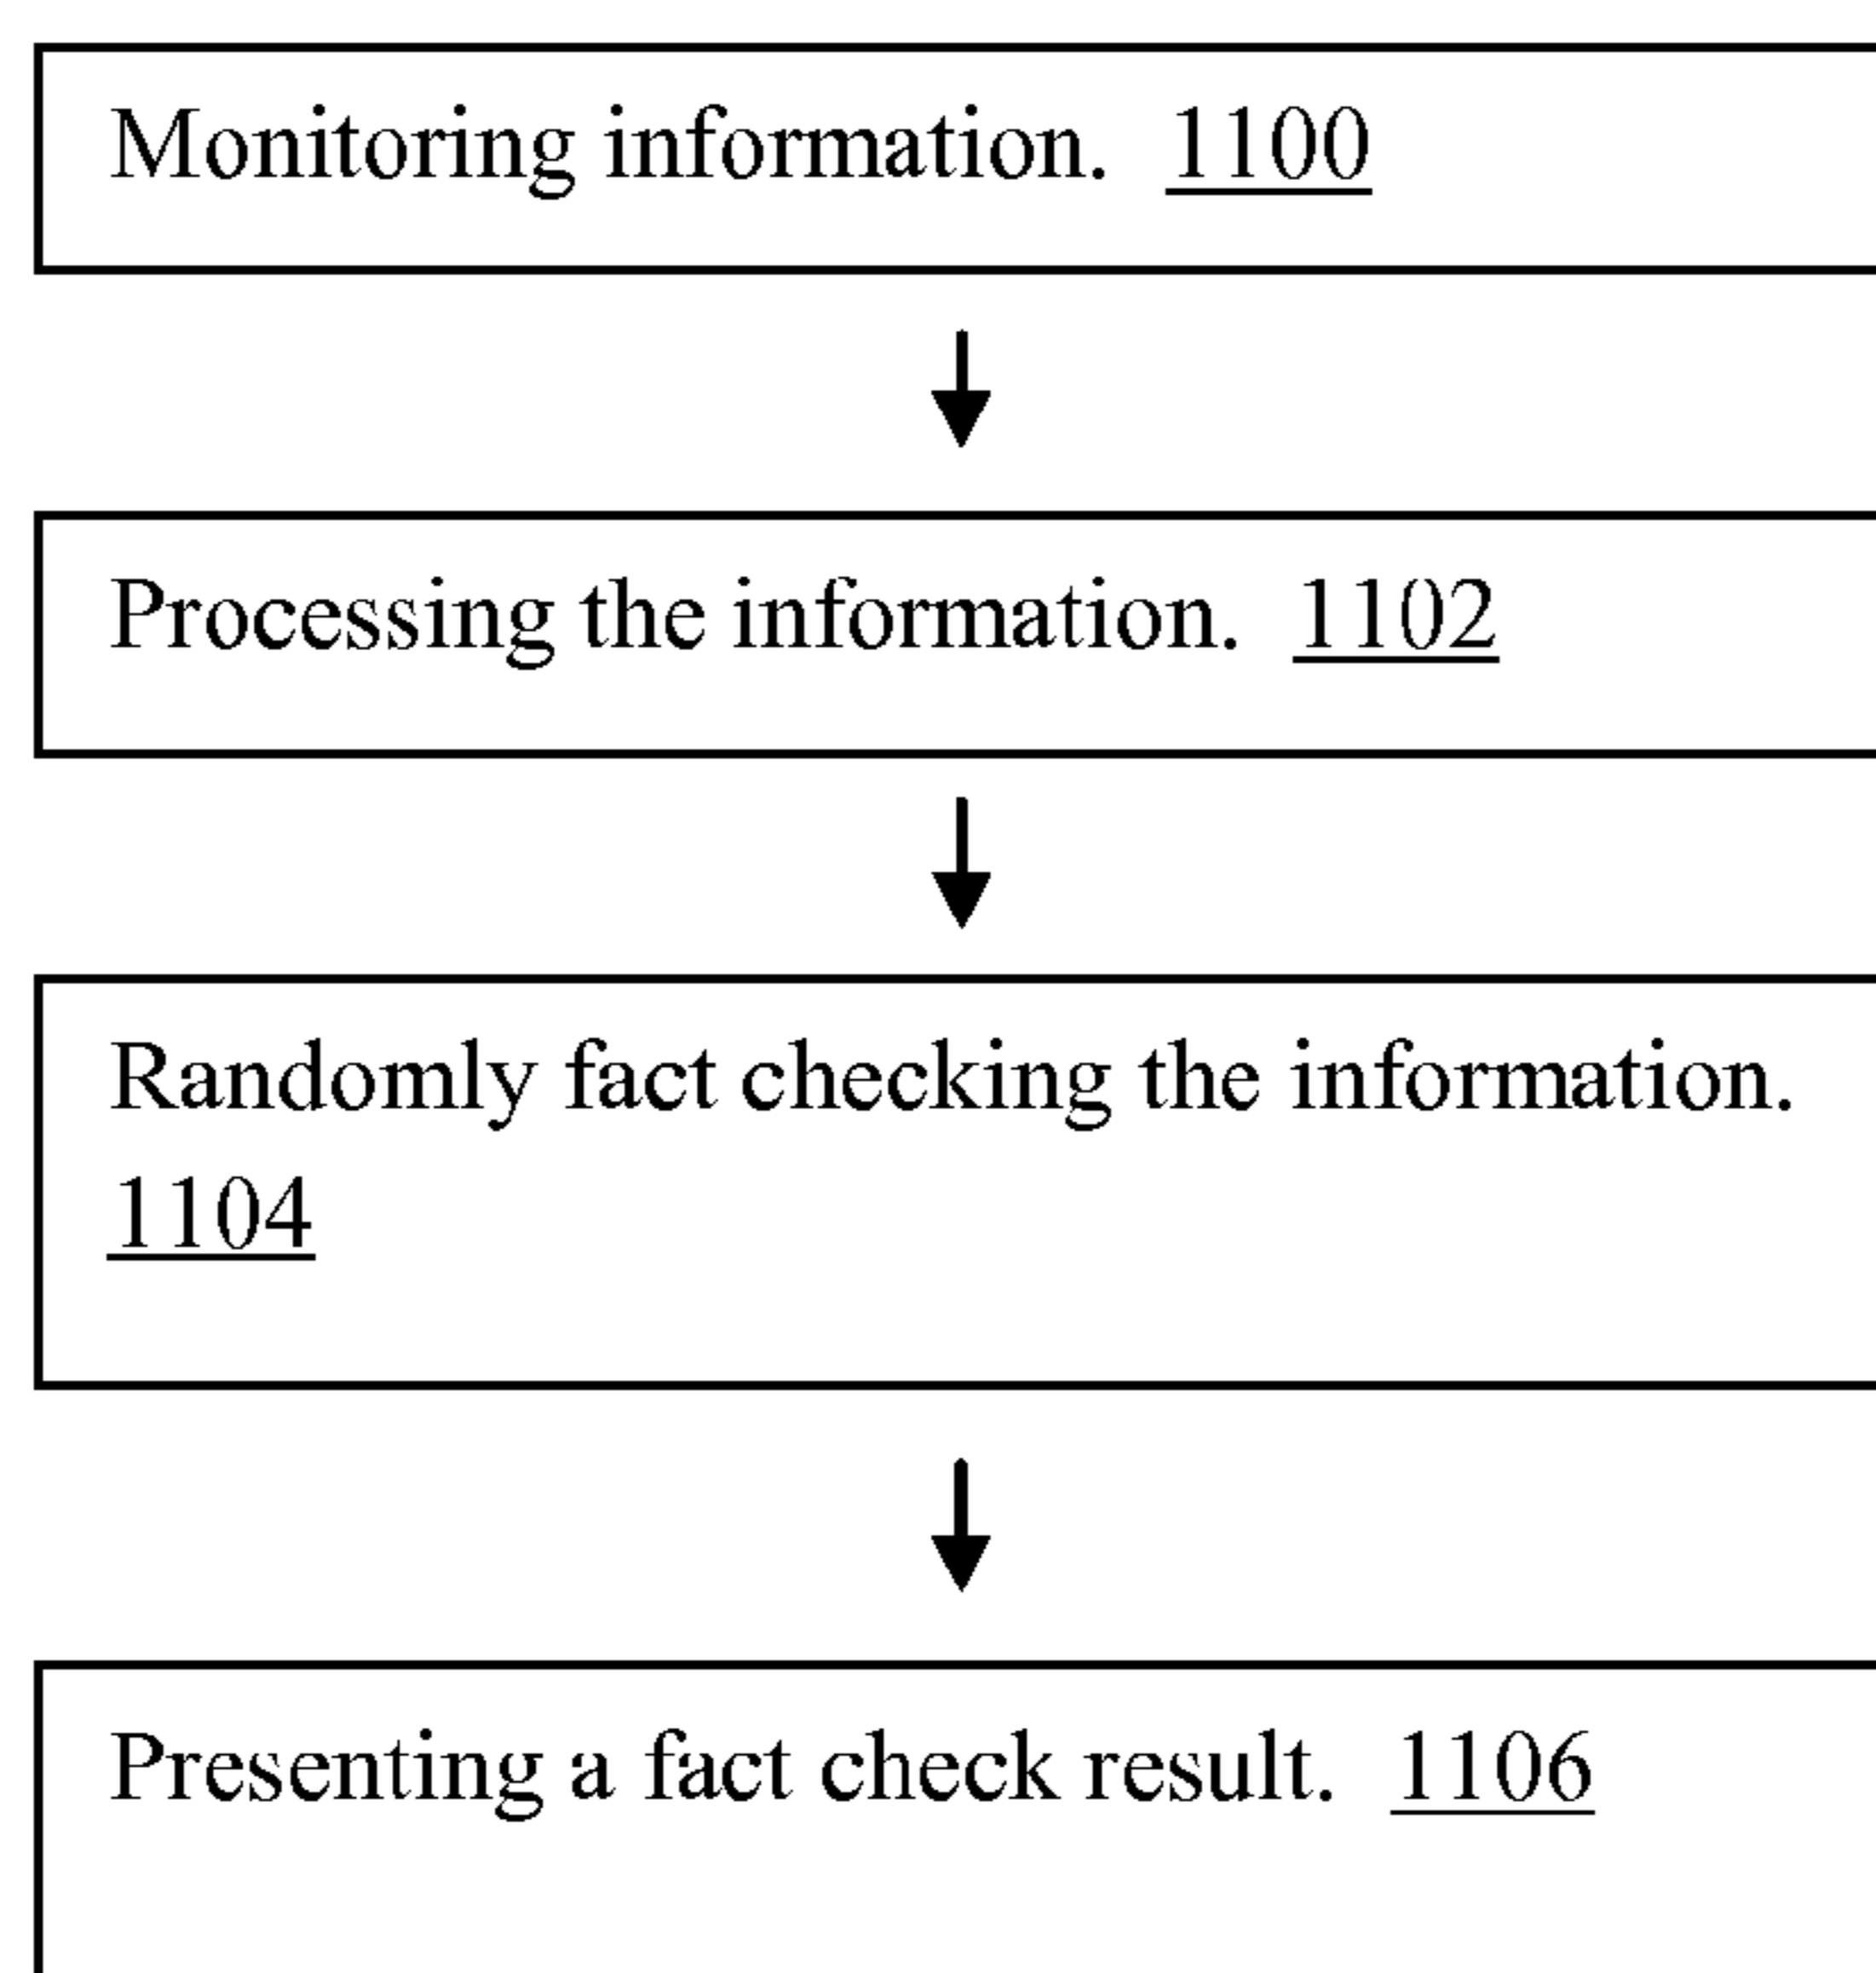 Monitoring information. 1100
Processing the information. 1102
Randomly fact checking the information.
1104
Presenting a fact check result. 1106